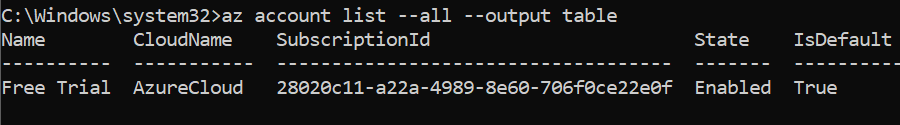 C:\Windows\system32>az account list --all --output table
Name        CloudName    SubscriptionId                        State    IsDefault
----------  -----------  ------------------------------------  -------  -----------
Free Trial  AzureCloud   28020c11-a22a-4989-8e60-706f0ce22e0f  Enabled  True